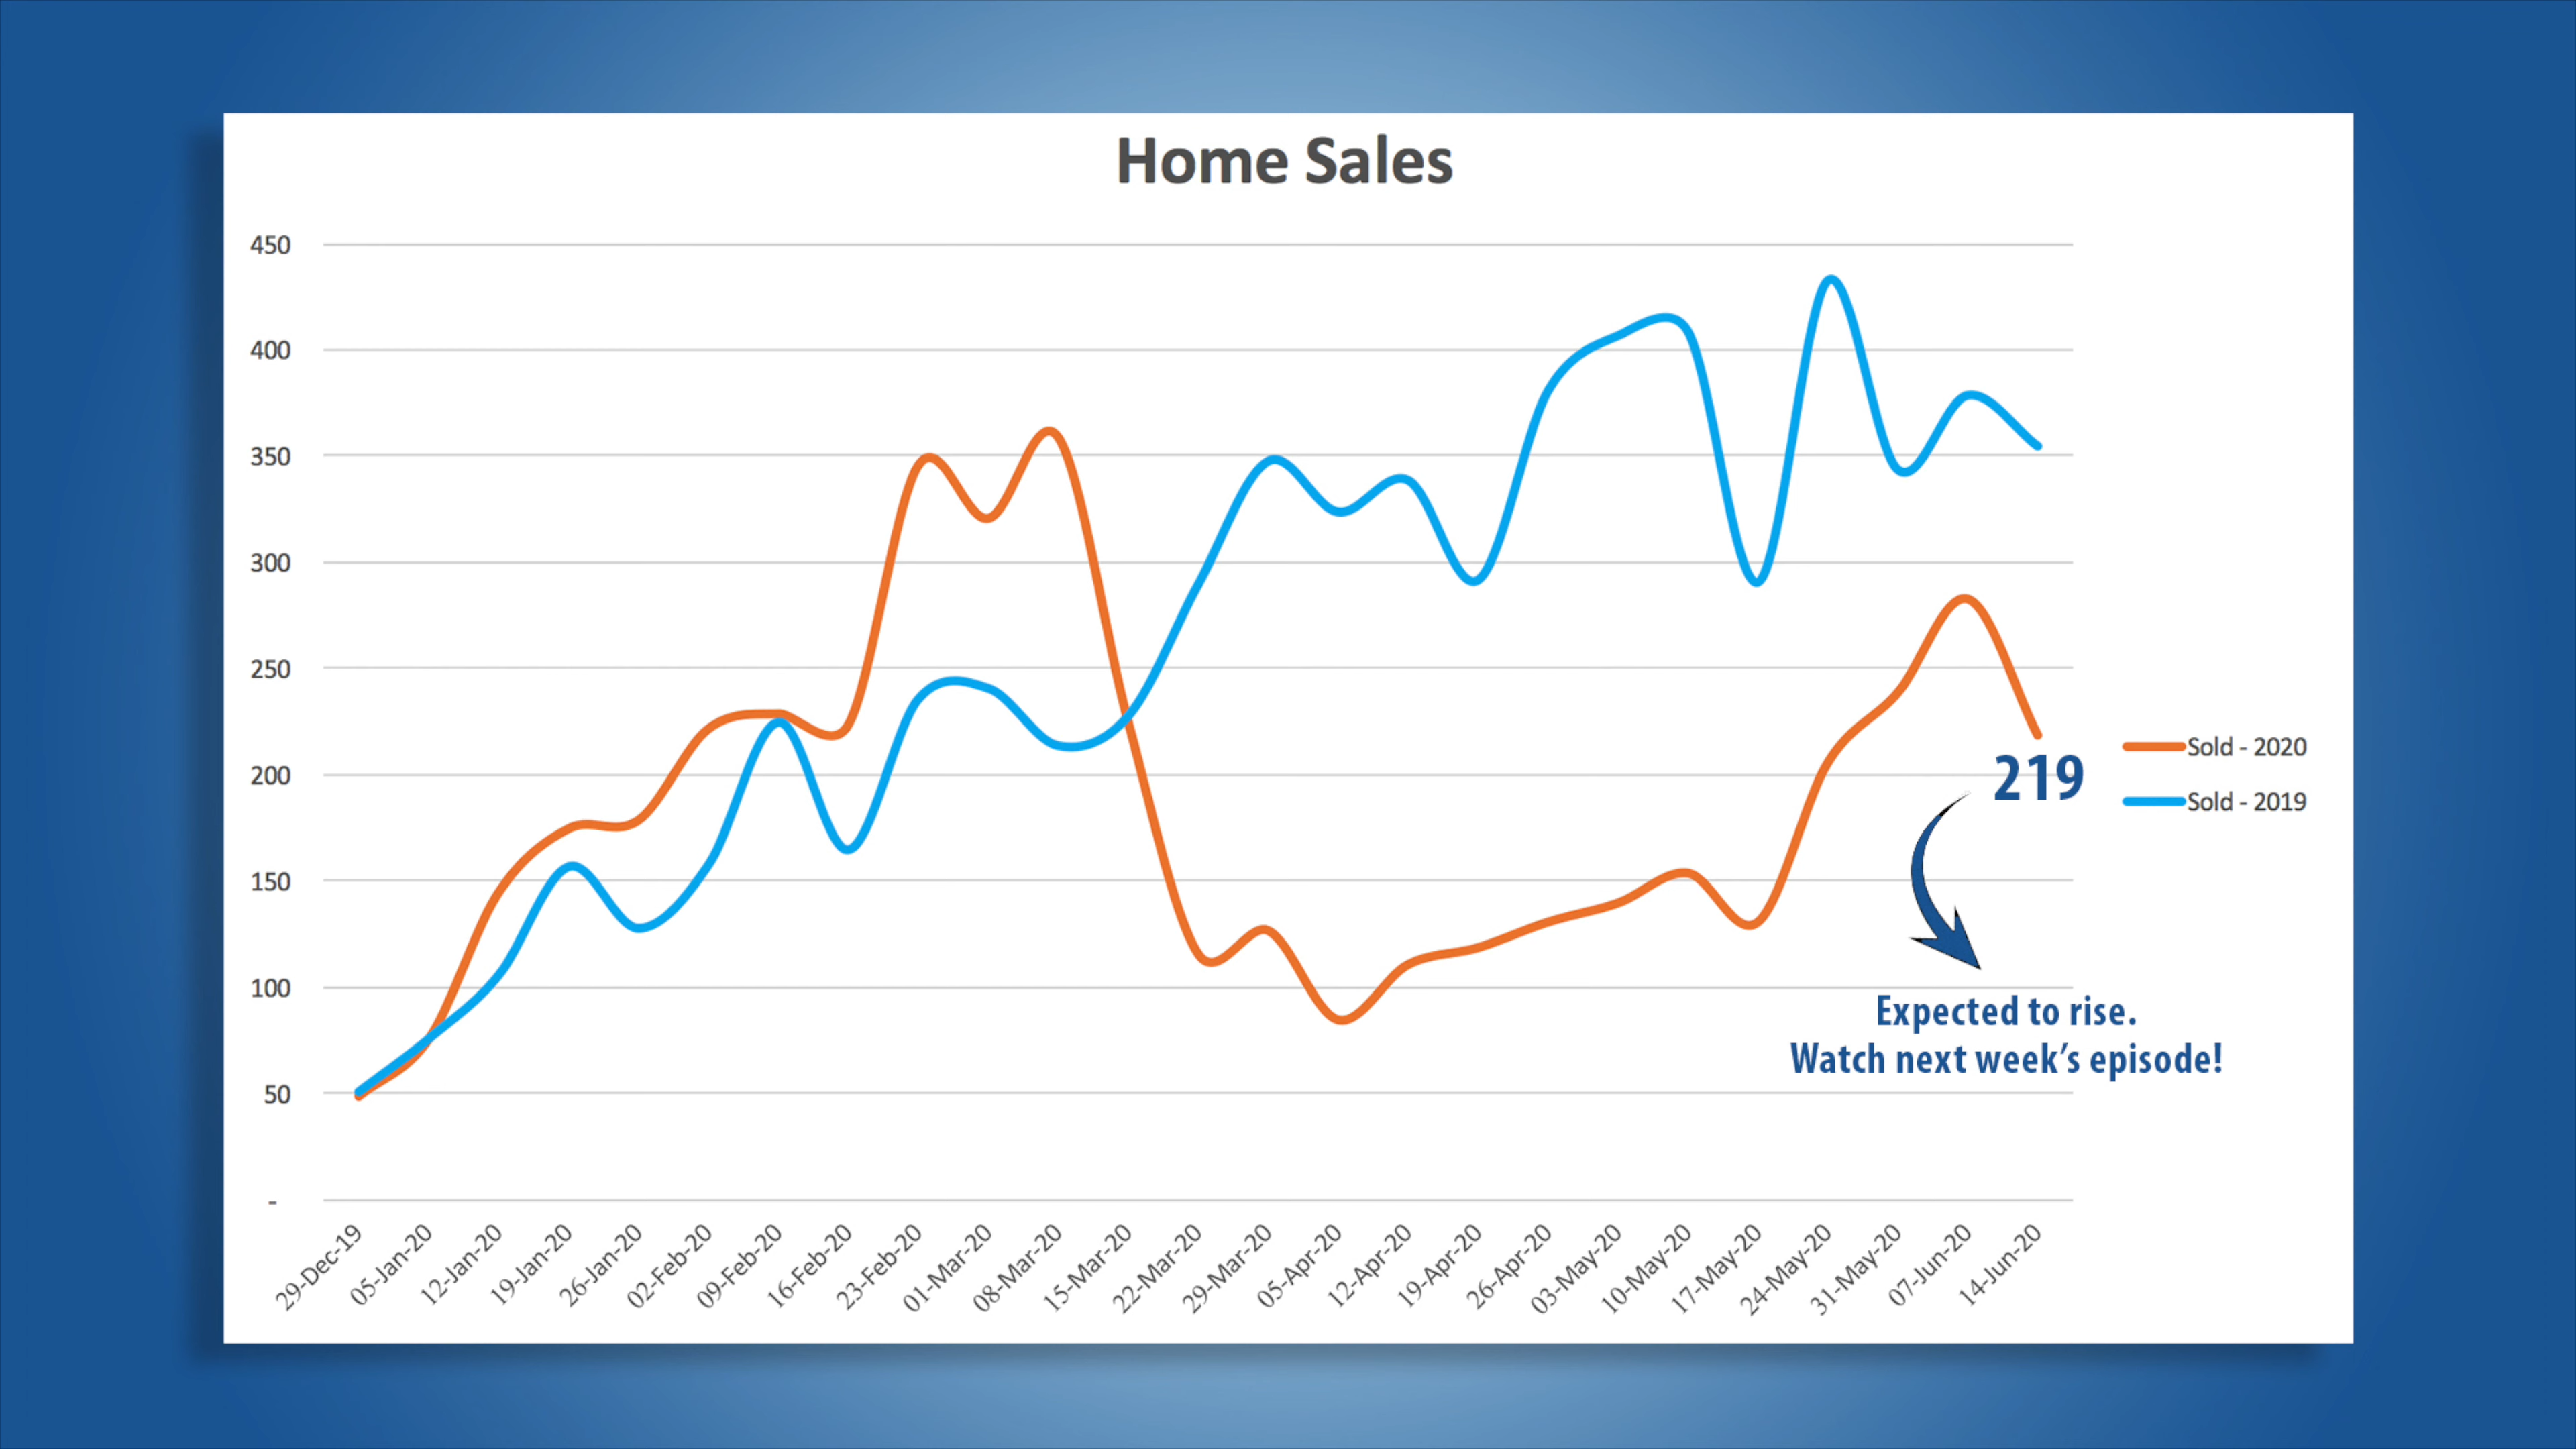 Home Sales
450
400
350
300
250
200
150
100
50
-
29-Dec-19
05-Jan-20
12-Jan-20
19-Jan-20
26-Jan-20
02-Feb-20
09-Feb-20
16-Feb-20
23-Feb-20
01-Mar-20
08-Mar-20
15-Mar-20
22-Mar-20
29-Mar-20
05-Apr-20
12-Apr-20
19-Apr-20
26-Apr-20
03-May-20
10-May-20
17-May-20
24-May-20
31-May-20
07-Jun-20
14-Jun-20
Sold - 2020
Sold - 2019
219
Expected to rise.
Watch next week’s episode!